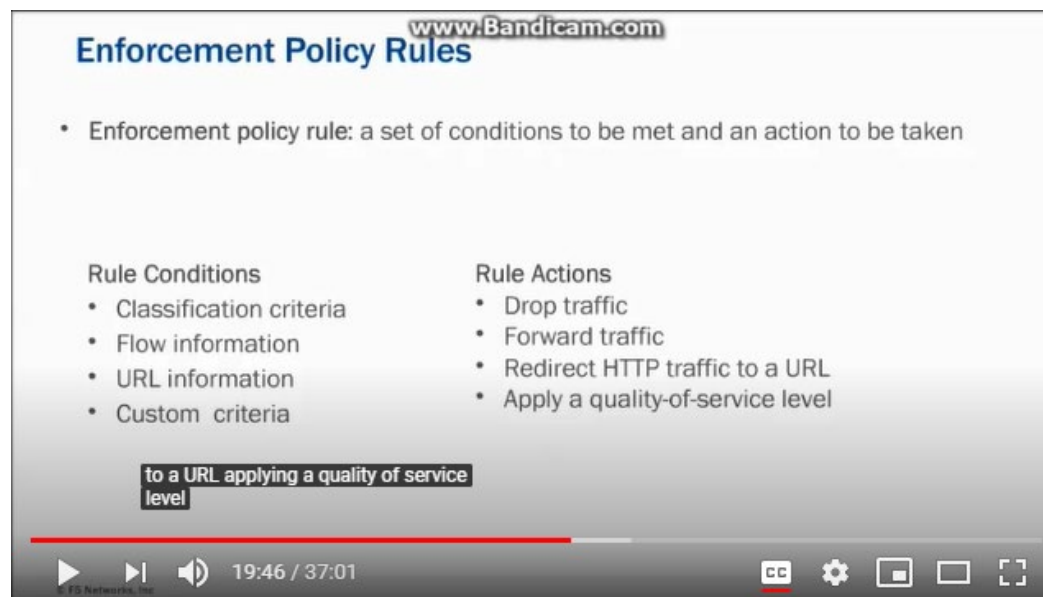 www.Bandicam.com
Enforcement Policy Rules
• Enforcement policy rule: a set of conditions to be met and an action to be taken
Rule Conditions
• Classification criteria
• Flow information
• URL information
• Custom criteria
Rule Actions
• Drop traffic
• Forward traffic
• Redirect HTTP traffic to a URL
• Apply a quality-of-service level
to a URL applying a quality of service
level
19:46 / 37:01
CC
© F5 Networks, Inc